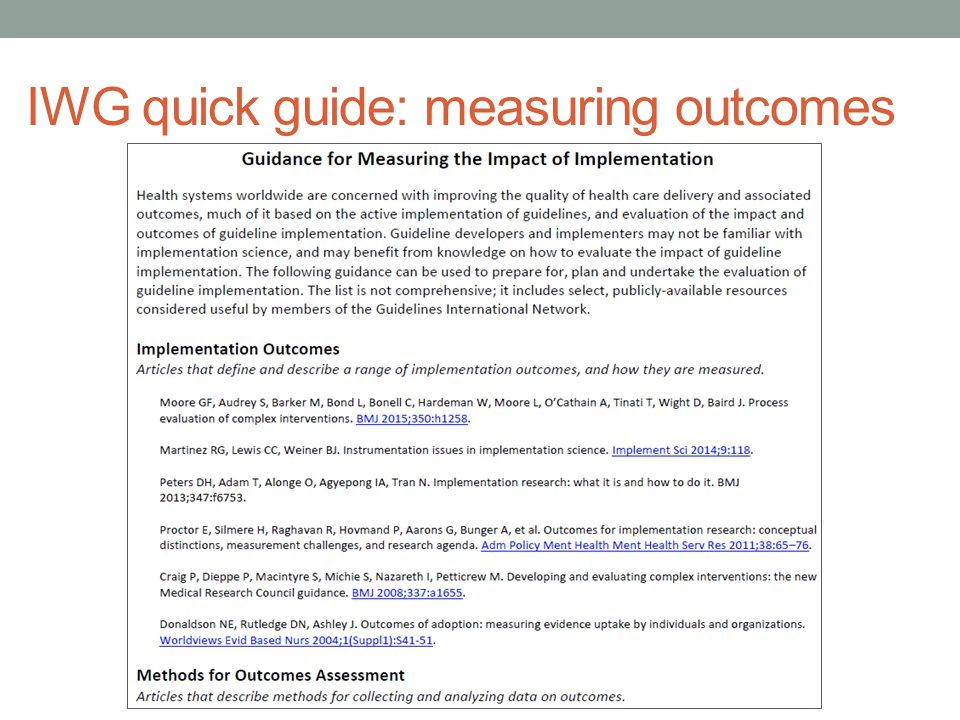 IWG quick guide: measuring outcomes
Guidance for Measuring the Impact of Implementation
Health systems worldwide are concerned with improving the quality of health care delivery and associated
outcomes, much of it based on the active implementation of guidelines, and evaluation of the impact and
outcomes of guideline implementation. Guideline developers and implementers may not be familiar with
implementation science, and may benefit from knowledge on how to evaluate the impact of guideline
implementation. The following guidance can be used to prepare for, plan and undertake the evaluation of
guideline implementation. The list is not comprehensive; it includes select, publicly-available resources
considered useful by members of the Guidelines International Network.
Implementation Outcomes
Articles that define and describe a range of implementation outcomes, and how they are measured.
Moore GF, Audrey S, Barker M, Bond L, Bonell C, Hardeman W, Moore L, O’Cathain A, Tinati T, Wight D, Baird J. Process
evaluation of complex interventions. BMJ 2015;350:h1258.
Martinez RG, Lewis CC, Weiner BJ. Instrumentation issues in implementation science. Implement Sci 2014;9:118.
Peters DH, Adam T, Alonge O, Agyepong IA, Tran N. Implementation research: what it is and how to do it. BMJ
2013;347:f6753.
Proctor E, Silmere H, Raghavan R, Hovmand P, Aarons G, Bunger A, et al. Outcomes for implementation research: conceptual
distinctions, measurement challenges, and research agenda. Adm Policy Ment Health Ment Health Serv Res 2011;38:65–76.
Craig P, Dieppe P, Macintyre S, Michie S, Nazareth I, Petticrew M. Developing and evaluating complex interventions: the new
Medical Research Council guidance. BMJ 2008;337:a1655.
Donaldson NE, Rutledge DN, Ashley J. Outcomes of adoption: measuring evidence uptake by individuals and organizations.
Worldviews Evid Based Nurs 2004;1(Suppl1):S41-51.
Methods for Outcomes Assessment
Articles that describe methods for collecting and analyzing data on outcomes.